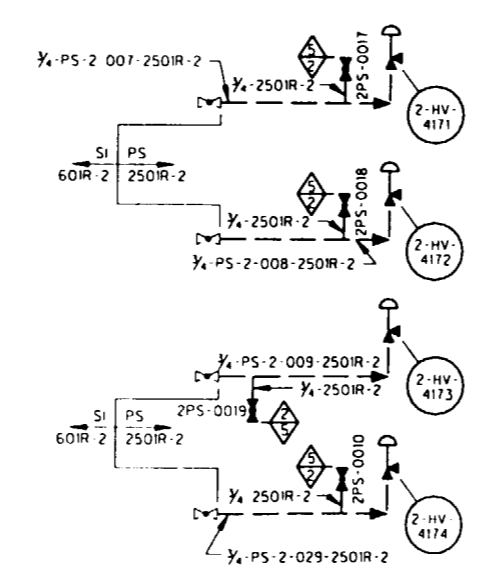 3/4-PS-2 007-2501R-2
5
2
3/4-2501R-2
2PS-0017
2-HV-
4171
SI PS
601R-2 2501R-2
5
2
3/4-2501R-2
2PS-0018
3/4-PS-2-008-2501R-2
2-HV-
4172
3/4-PS-2-009-2501R-2
3/4-2501R-2
2PS-0019
2
5
2-HV-
4173
SI PS
601R-2 2501R-2
5
2
3/4 2501R-2
2PS-0010
2-HV-
4174
3/4-PS-2-029-2501R-2